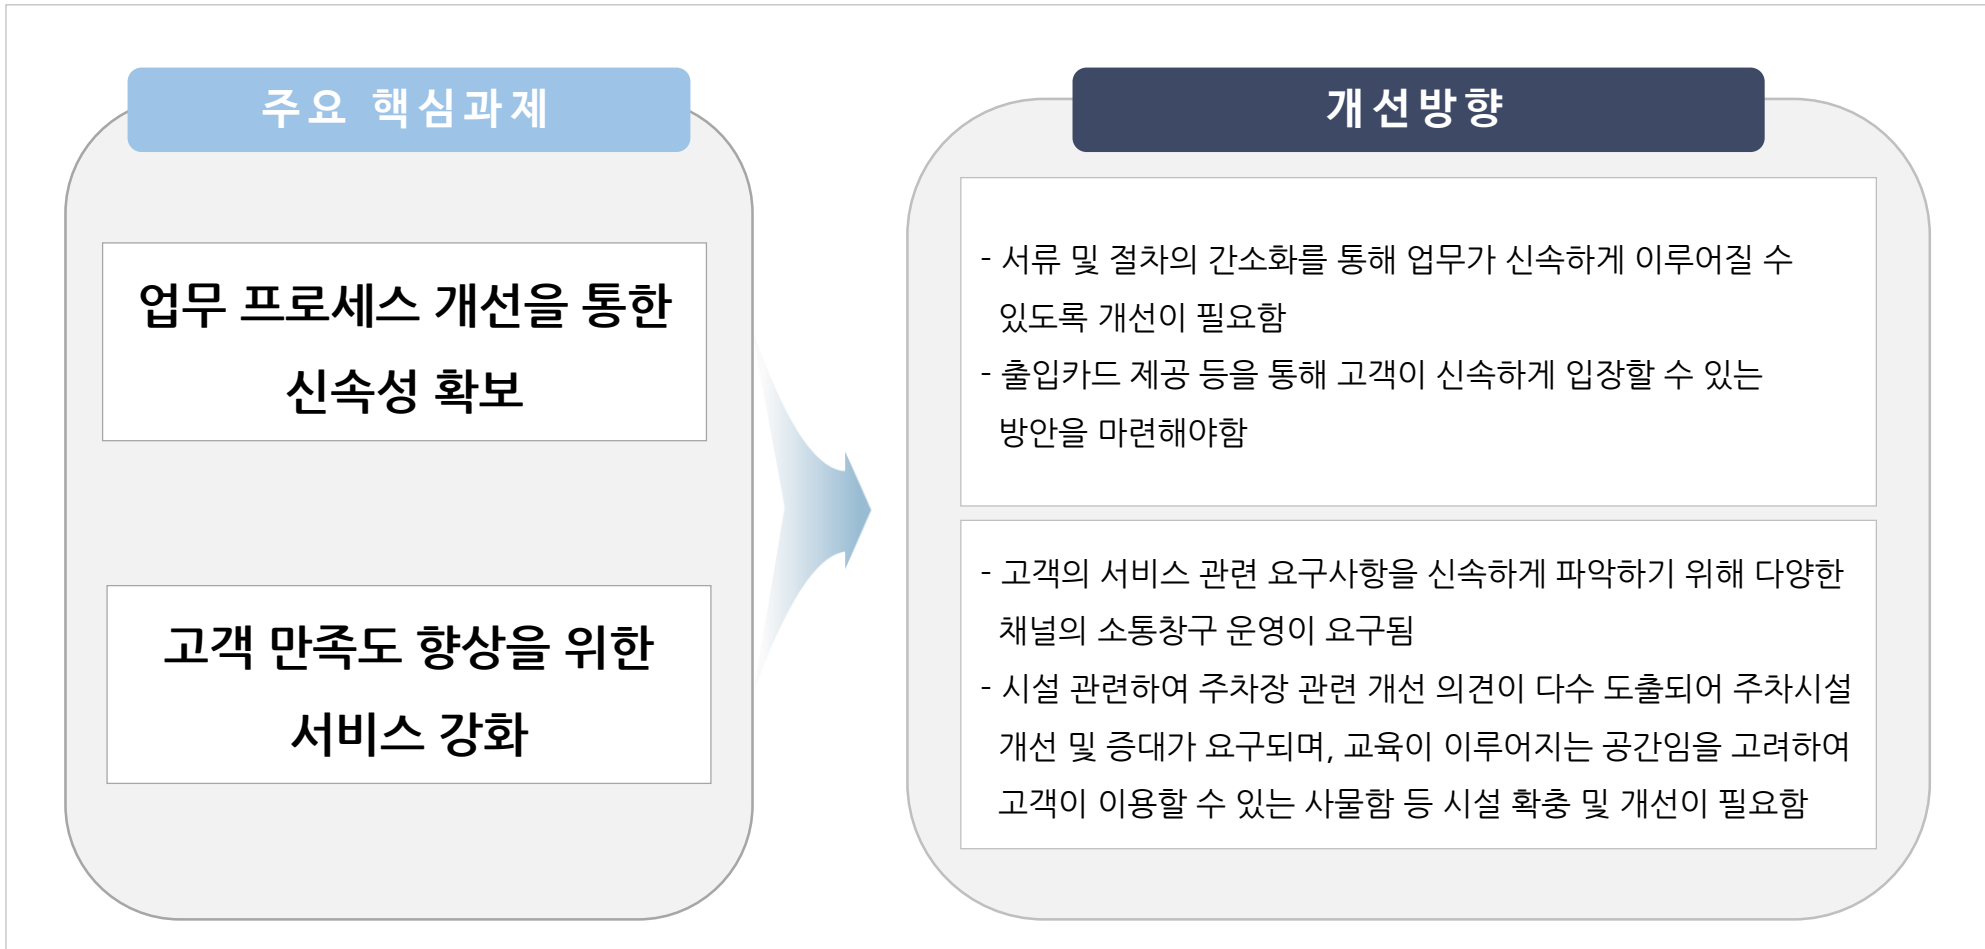 주요 핵심과제
업무 프로세스 개선을 통한
신속성 확보
고객 만족도 향상을 위한
서비스 강화
개선방향
- 서류 및 절차의 간소화를 통해 업무가 신속하게 이루어질 수
있도록 개선이 필요함
- 출입카드 제공 등을 통해 고객이 신속하게 입장할 수 있는
방안을 마련해야함
- 고객의 서비스 관련 요구사항을 신속하게 파악하기 위해 다양한
채널의 소통창구 운영이 요구됨
- 시설 관련하여 주차장 관련 개선 의견이 다수 도출되어 주차시설
개선 및 증대가 요구되며, 교육이 이루어지는 공간임을 고려하여
고객이 이용할 수 있는 사물함 등 시설 확충 및 개선이 필요함